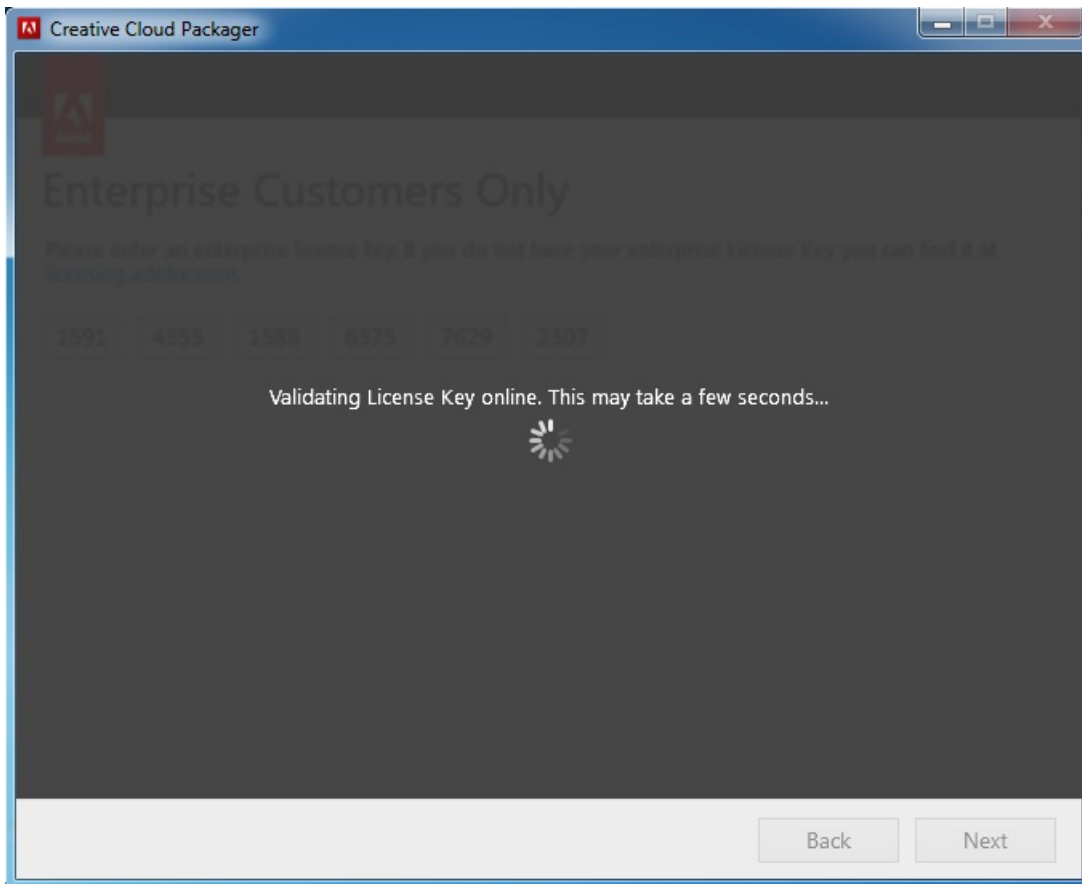 Creative Cloud Packager
Adobe
Enterprise Customers Only
Please enter an enterprise license key. If you do not have your enterprise License Key you can find it at
licensing.adobe.com.
1591 4355 1588 6375 7629 2307
Validating License Key online. This may take a few seconds...
Back Next